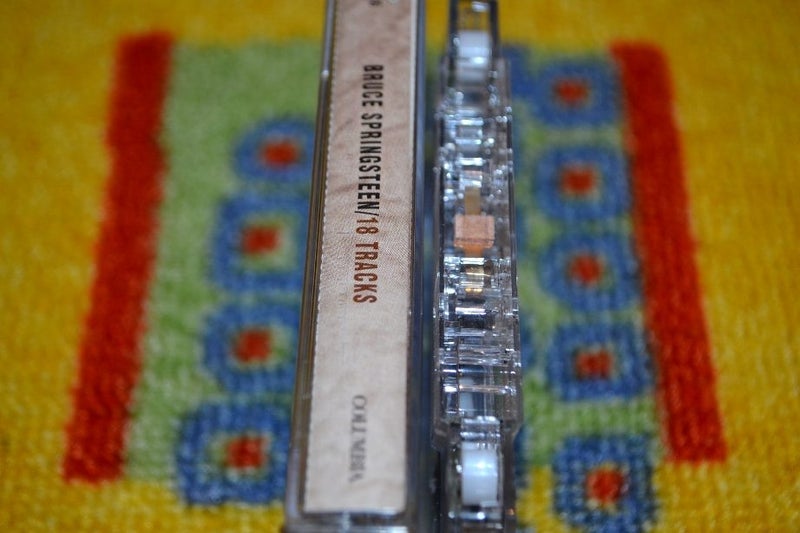 BRUCE SPRINGSTEEN/18 TRACKS
COLUMBIA